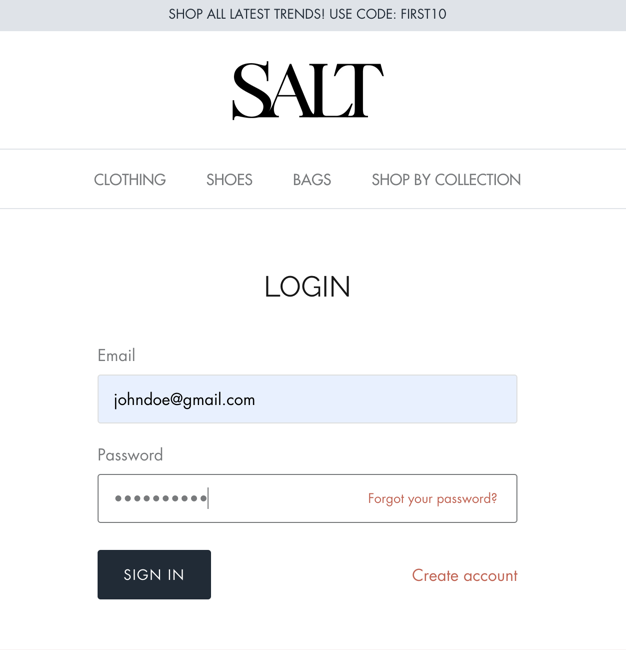 SHOP ALL LATEST TRENDS! USE CODE: FIRST10
SALT
CLOTHING SHOES BAGS SHOP BY COLLECTION
LOGIN
Email
johndoe@gmail.com
Password
●●●●●●●●●● Forgot your password?
SIGN IN Create account